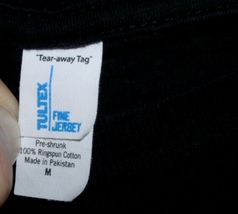 "Tear-away Tag"
TULTEX
FINE
JERSEY
Pre-shrunk
100% Ringspun Cotton
Made in Pakistan
M